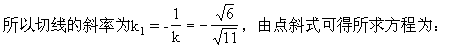 所以切线的斜率为k₁ = -1/k = -√6/√11，由点斜式可得所求方程为：